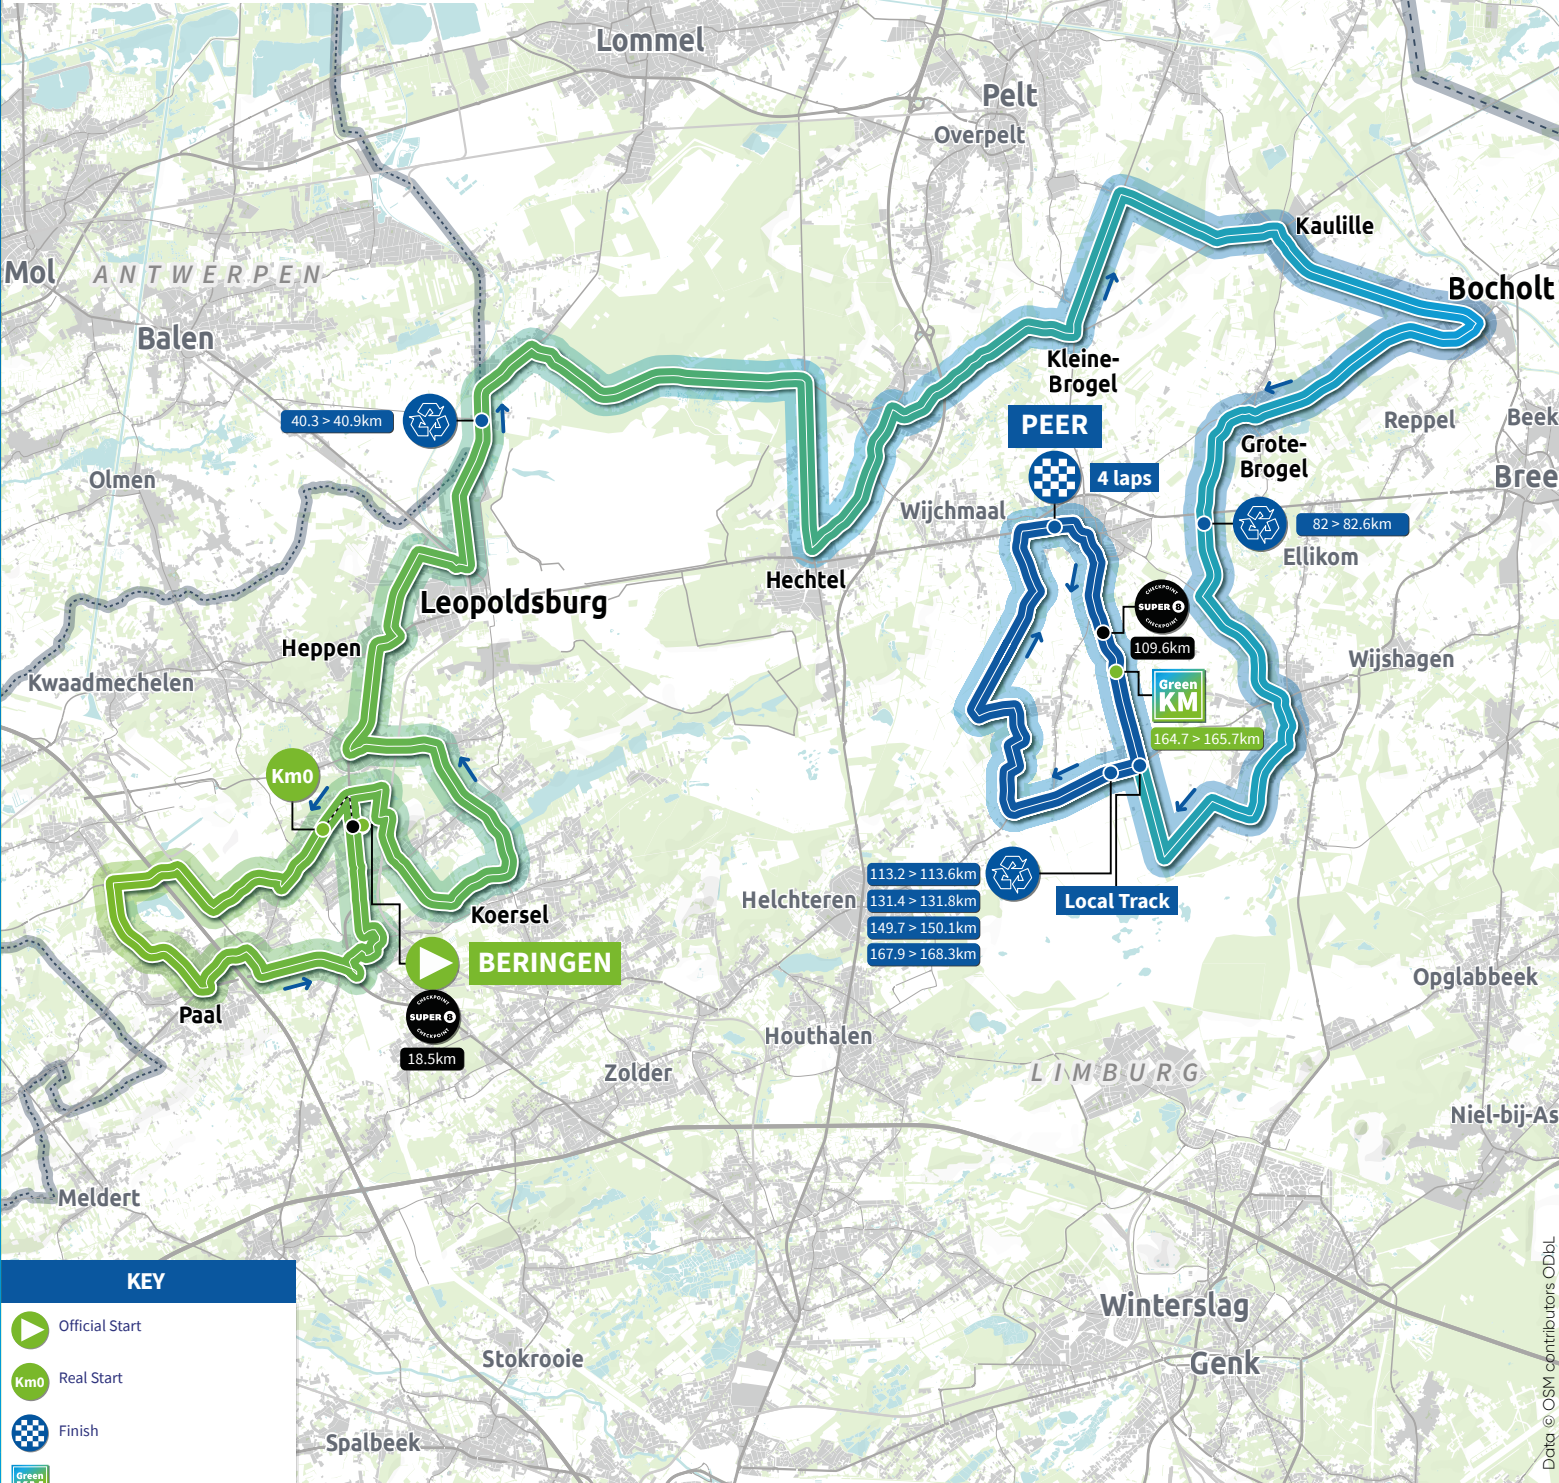 Lommel
Pelt
Overpelt
Kaulille
Mol
ANTWERPEN
Bocholt
Balen
Kleine-
Brogel
40.3 > 40.9km
PEER
Reppel
Beek
Grote-
Brogel
4 laps
Olmen
Bree
Wijchmaal
82 > 82.6km
Ellikom
Hechtel
Leopoldsburg
CHECKPOINT
SUPER 8
CHECKPOINT
109.6km
Heppen
Wijshagen
Kwaadmechelen
Green
KM
164.7 > 165.7km
Km0
113.2 > 113.6km
131.4 > 131.8km
149.7 > 150.1km
167.9 > 168.3km
Helchteren
Local Track
Koersel
BERINGEN
Opglabbeek
Paal
CHECKPOINT
SUPER 8
CHECKPOINT
18.5km
Houthalen
Zolder
LIMBURG
Niel-bij-As
Meldert
KEY
Official Start
Km0
Real Start
Finish
Green
Winterslag
Genk
Stokrooie
Spalbeek
Data © OSM contributors ODbL